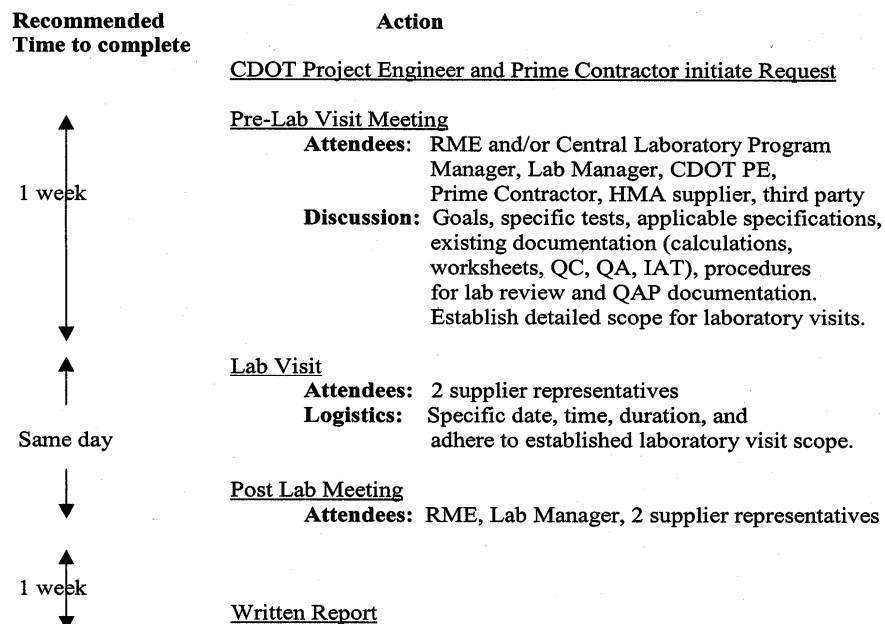 Recommended Action
Time to complete
CDOT Project Engineer and Prime Contractor initiate Request
Pre-Lab Visit Meeting
Attendees: RME and/or Central Laboratory Program
Manager, Lab Manager, CDOT PE,
1 week Prime Contractor, HMA supplier, third party
Discussion: Goals, specific tests, applicable specifications,
existing documentation (calculations,
worksheets, QC, QA, IAT), procedures
for lab review and QAP documentation.
Establish detailed scope for laboratory visits.
Lab Visit
Attendees: 2 supplier representatives
Logistics: Specific date, time, duration, and
Same day adhere to established laboratory visit scope.
Post Lab Meeting
Attendees: RME, Lab Manager, 2 supplier representatives
1 week
Written Report